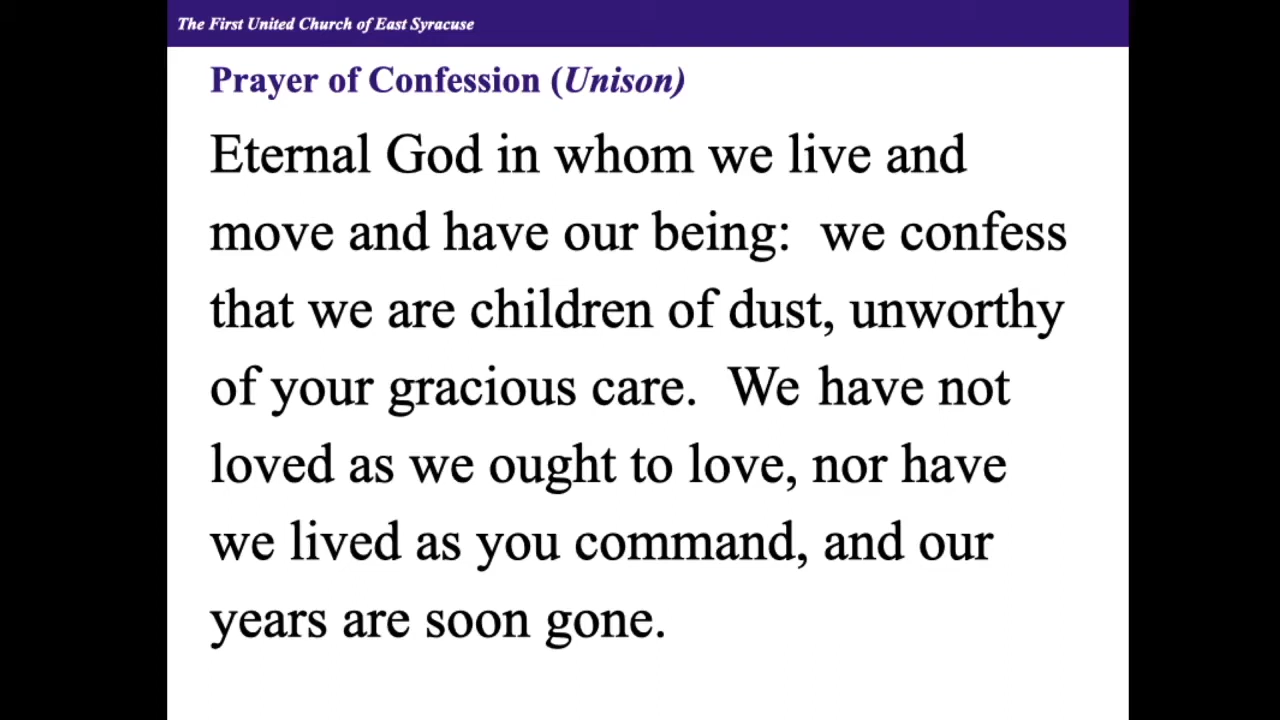 The First United Church of East Syracuse
Prayer of Confession (Unison)
Eternal God in whom we live and
move and have our being:  we confess
that we are children of dust, unworthy
of your gracious care.  We have not
loved as we ought to love, nor have
we lived as you command, and our
years are soon gone.